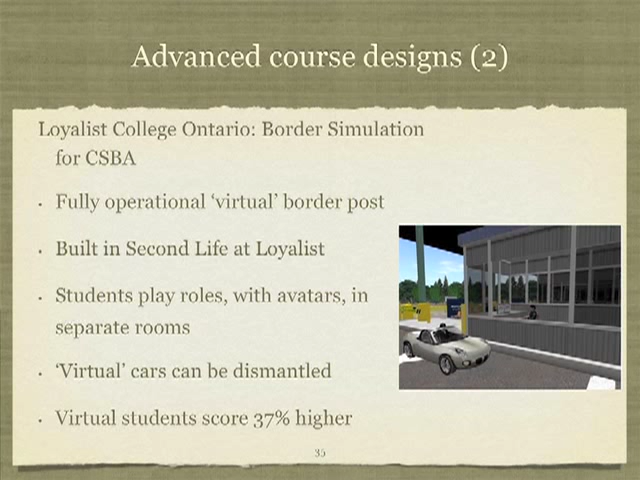 Advanced course designs (2)
Loyalist College Ontario: Border Simulation
for CSBA
• Fully operational ‘virtual’ border post
• Built in Second Life at Loyalist
• Students play roles, with avatars, in
separate rooms
• ‘Virtual’ cars can be dismantled
• Virtual students score 37% higher
35